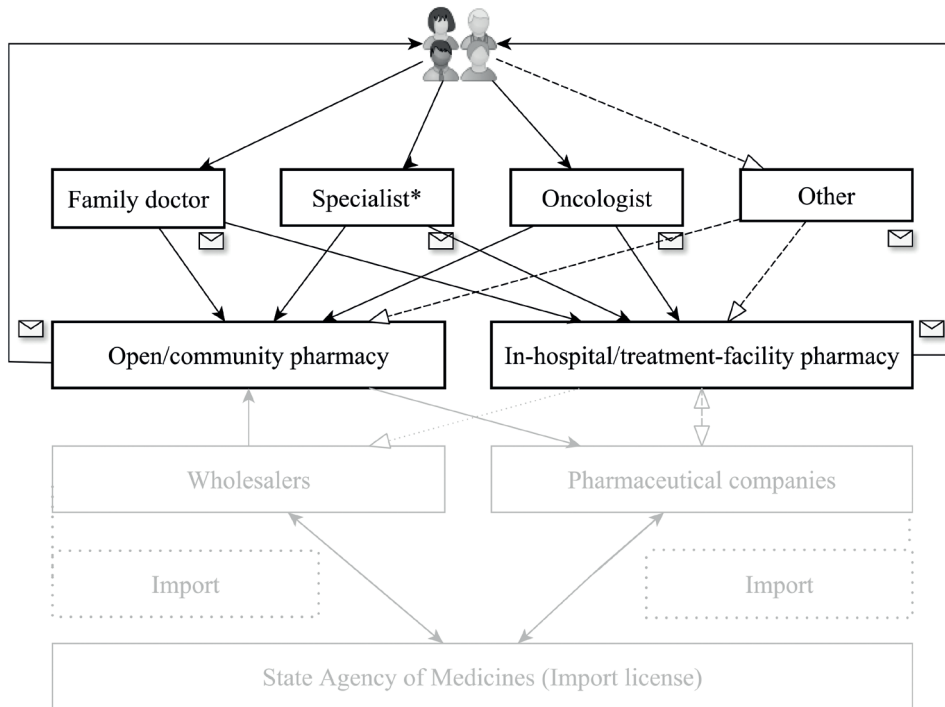 Family doctor
Specialist*
Oncologist
Other
Open/community pharmacy
In-hospital/treatment-facility pharmacy
Wholesalers
Pharmaceutical companies
Import
Import
State Agency of Medicines (Import license)